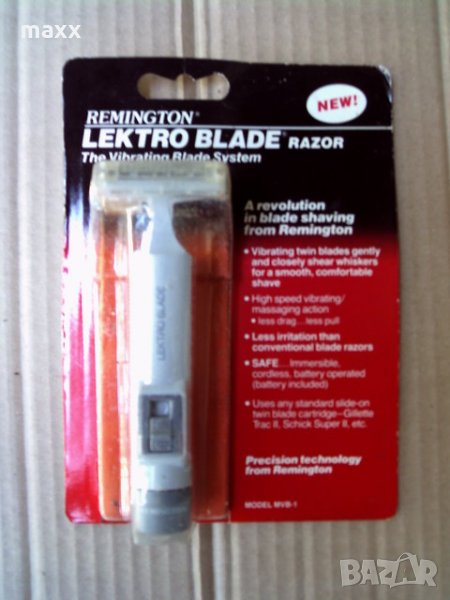 maxx
NEW!
REMINGTON®
LEKTRO BLADE® RAZOR
The Vibrating Blade System
A revolution
in blade shaving
from Remington
• Vibrating twin blades gently
and closely shear whiskers
for a smooth, comfortable
shave
• High speed vibrating/
massaging action
• less drag...less pull
• Less irritation than
conventional blade razors
• SAFE... Immersible,
cordless, battery operated
(battery included)
• Uses any standard slide-on
twin blade cartridge–Gillette
Trac II, Schick Super II, etc.
Precision technology
from Remington
MODEL MVB-1
LEKTRO BLADE
BAZAR